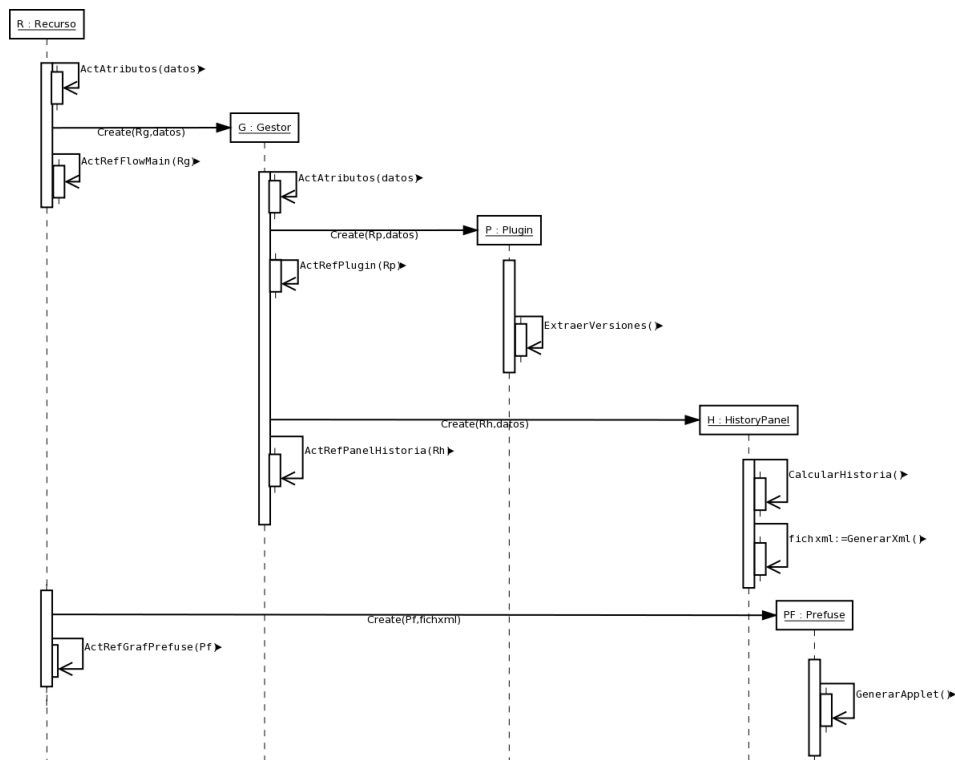 R : Recurso
ActAtributos(datos)
Create(Rg,datos)
G : Gestor
ActRefFlowMain(Rg)
ActAtributos(datos)
Create(Rp,datos)
P : Plugin
ActRefPlugin(Rp)
ExtraerVersiones()
Create(Rh,datos)
H : HistoryPanel
ActRefPanelHistoria(Rh)
CalcularHistoria()
fichxml:=GenerarXml()
Create(Pf,fichxml)
PF : Prefuse
ActRefGrafPrefuse(Pf)
GenerarApplet()